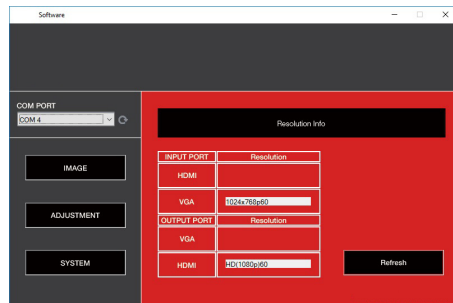 Software
COM PORT
COM 4
Resolution Info
IMAGE
ADJUSTMENT
SYSTEM
INPUT PORT Resolution
HDMI
VGA 1024x768p60
OUTPUT PORT Resolution
VGA
HDMI HD(1080p)60
Refresh